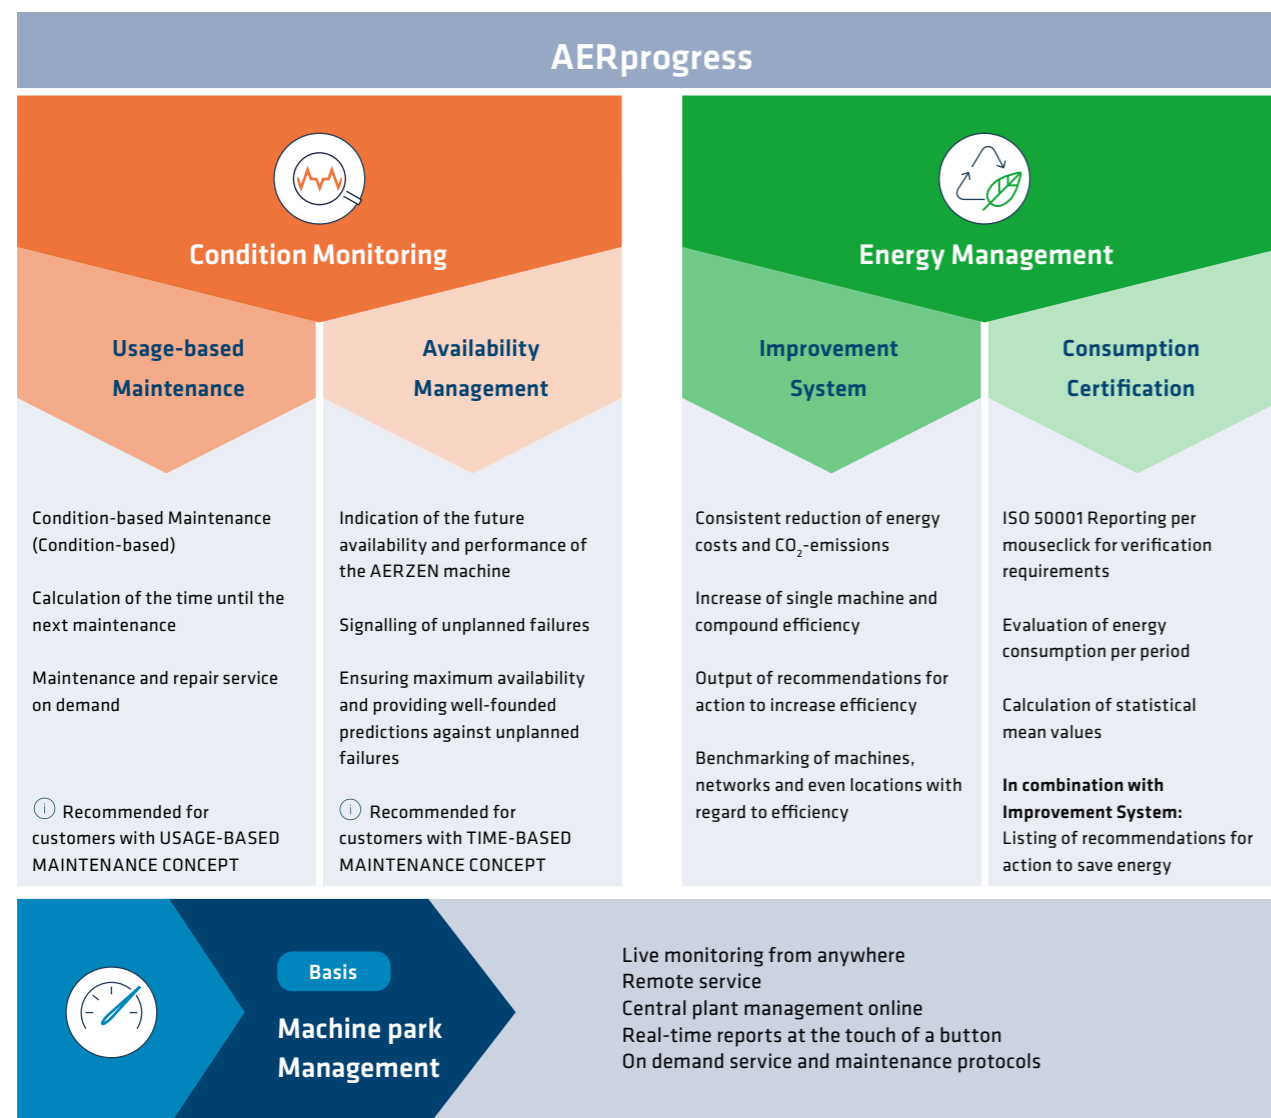 AERprogress
Condition Monitoring
Usage-based
Maintenance
Condition-based Maintenance
(Condition-based)
Calculation of the time until the
next maintenance
Maintenance and repair service
on demand
i Recommended for
customers with USAGE-BASED
MAINTENANCE CONCEPT
Availability
Management
Indication of the future
availability and performance of
the AERZEN machine
Signalling of unplanned failures
Ensuring maximum availability
and providing well-founded
predictions against unplanned
failures
i Recommended for
customers with TIME-BASED
MAINTENANCE CONCEPT
Energy Management
Improvement
System
Consistent reduction of energy
costs and CO₂-emissions
Increase of single machine and
compound efficiency
Output of recommendations for
action to increase efficiency
Benchmarking of machines,
networks and even locations with
regard to efficiency
Consumption
Certification
ISO 50001 Reporting per
mouseclick for verification
requirements
Evaluation of energy
consumption per period
Calculation of statistical
mean values
In combination with
Improvement System:
Listing of recommendations for
action to save energy
Basis
Machine park
Management
Live monitoring from anywhere
Remote service
Central plant management online
Real-time reports at the touch of a button
On demand service and maintenance protocols